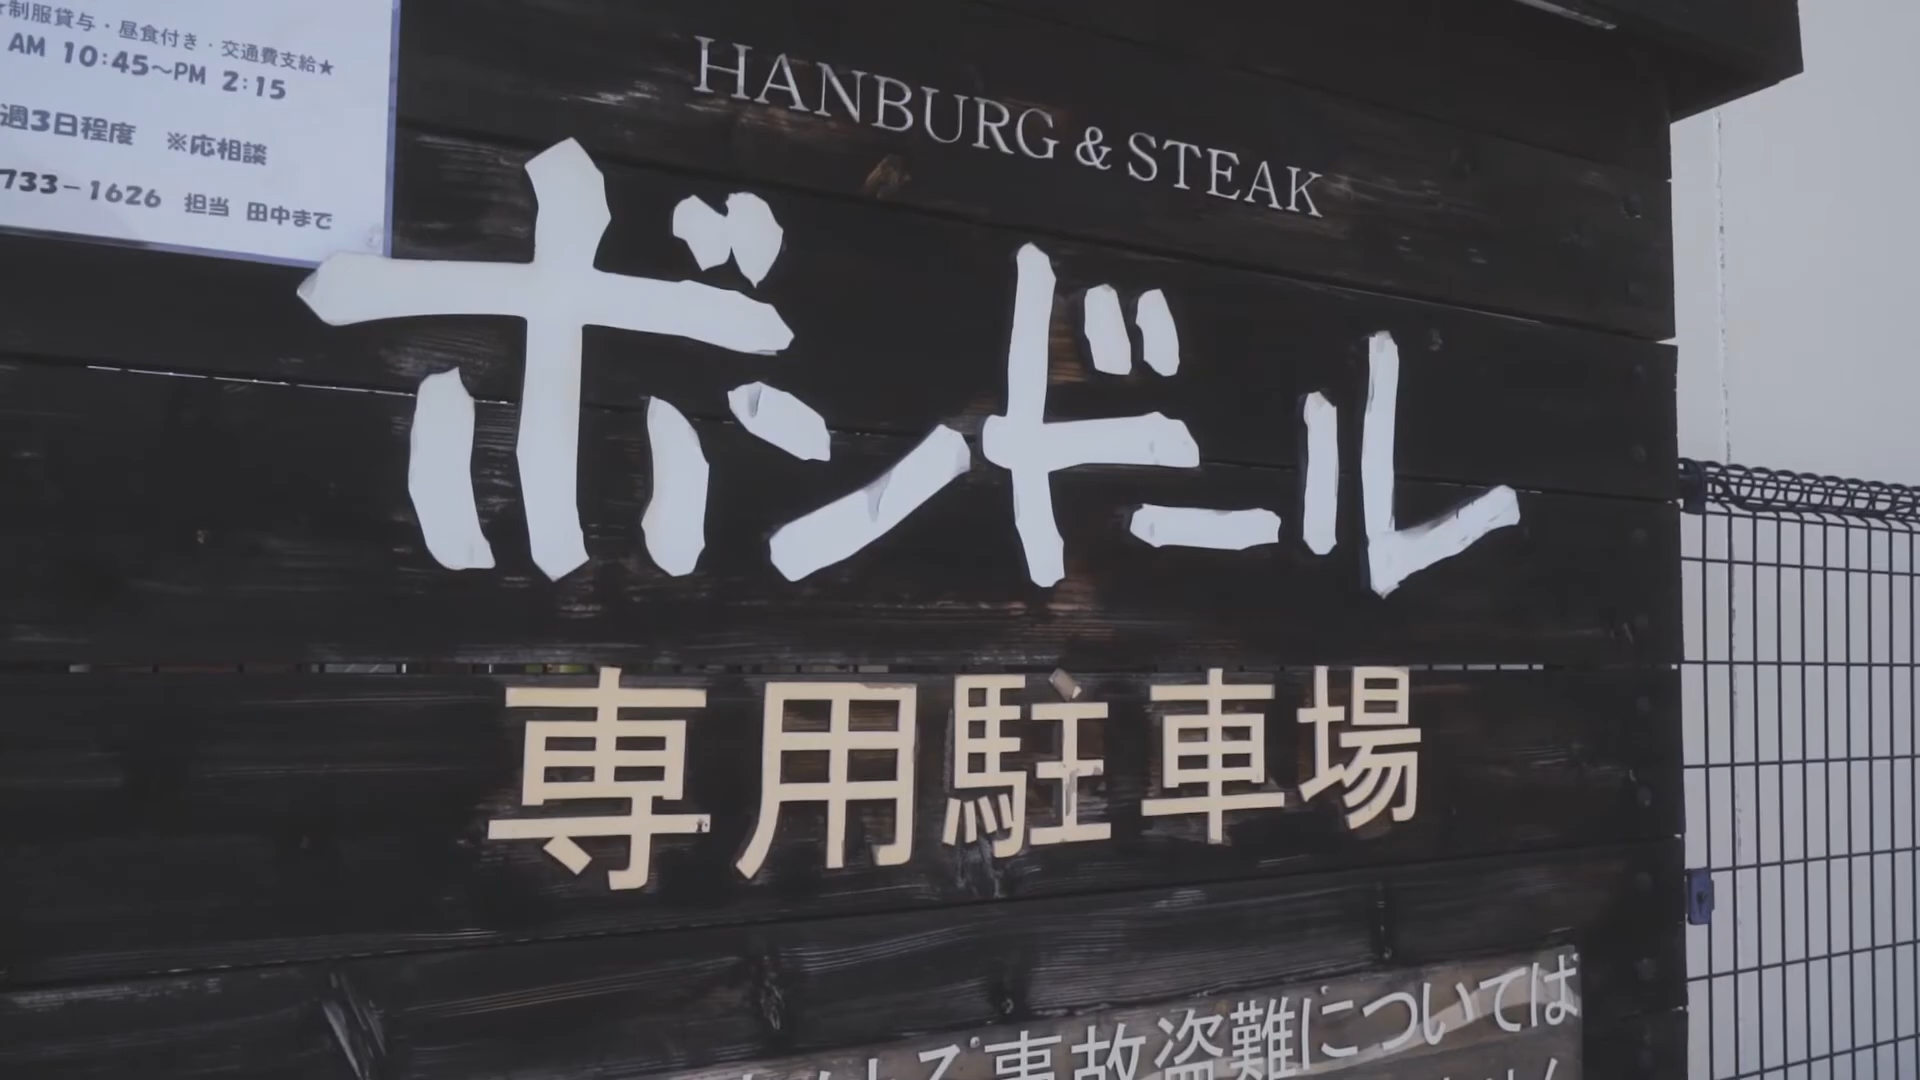 ★制服貸与・昼食付き・交通費支給★
AM 10:45～PM 2:15
週3日程度 ※応相談
733-1626 担当 田中まで
HANBURG & STEAK
ボンドール
専用駐車場
事故盗難については